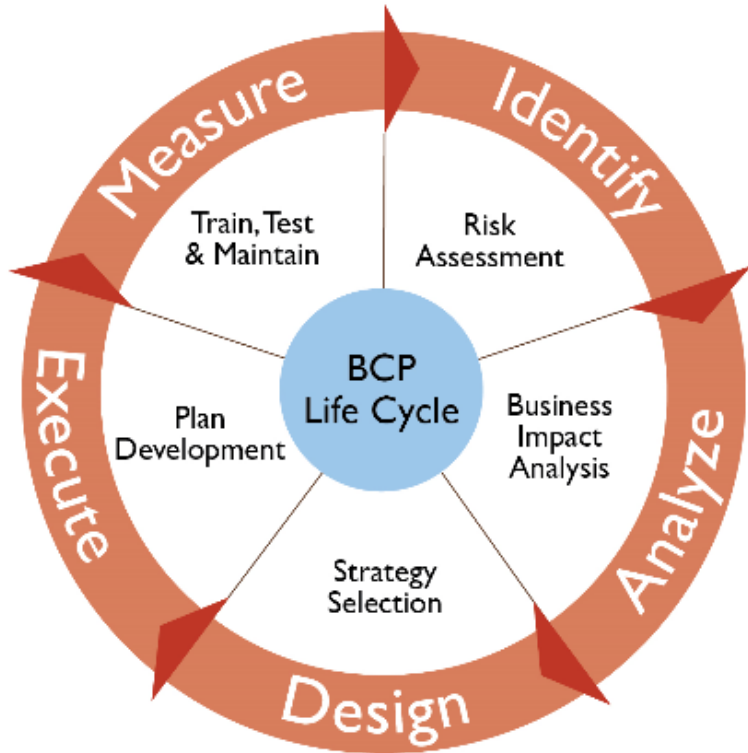 Identify
Risk
Assessment
Analyze
Business
Impact
Analysis
Design
Strategy
Selection
Execute
Plan
Development
Measure
Train, Test
& Maintain
BCP
Life Cycle